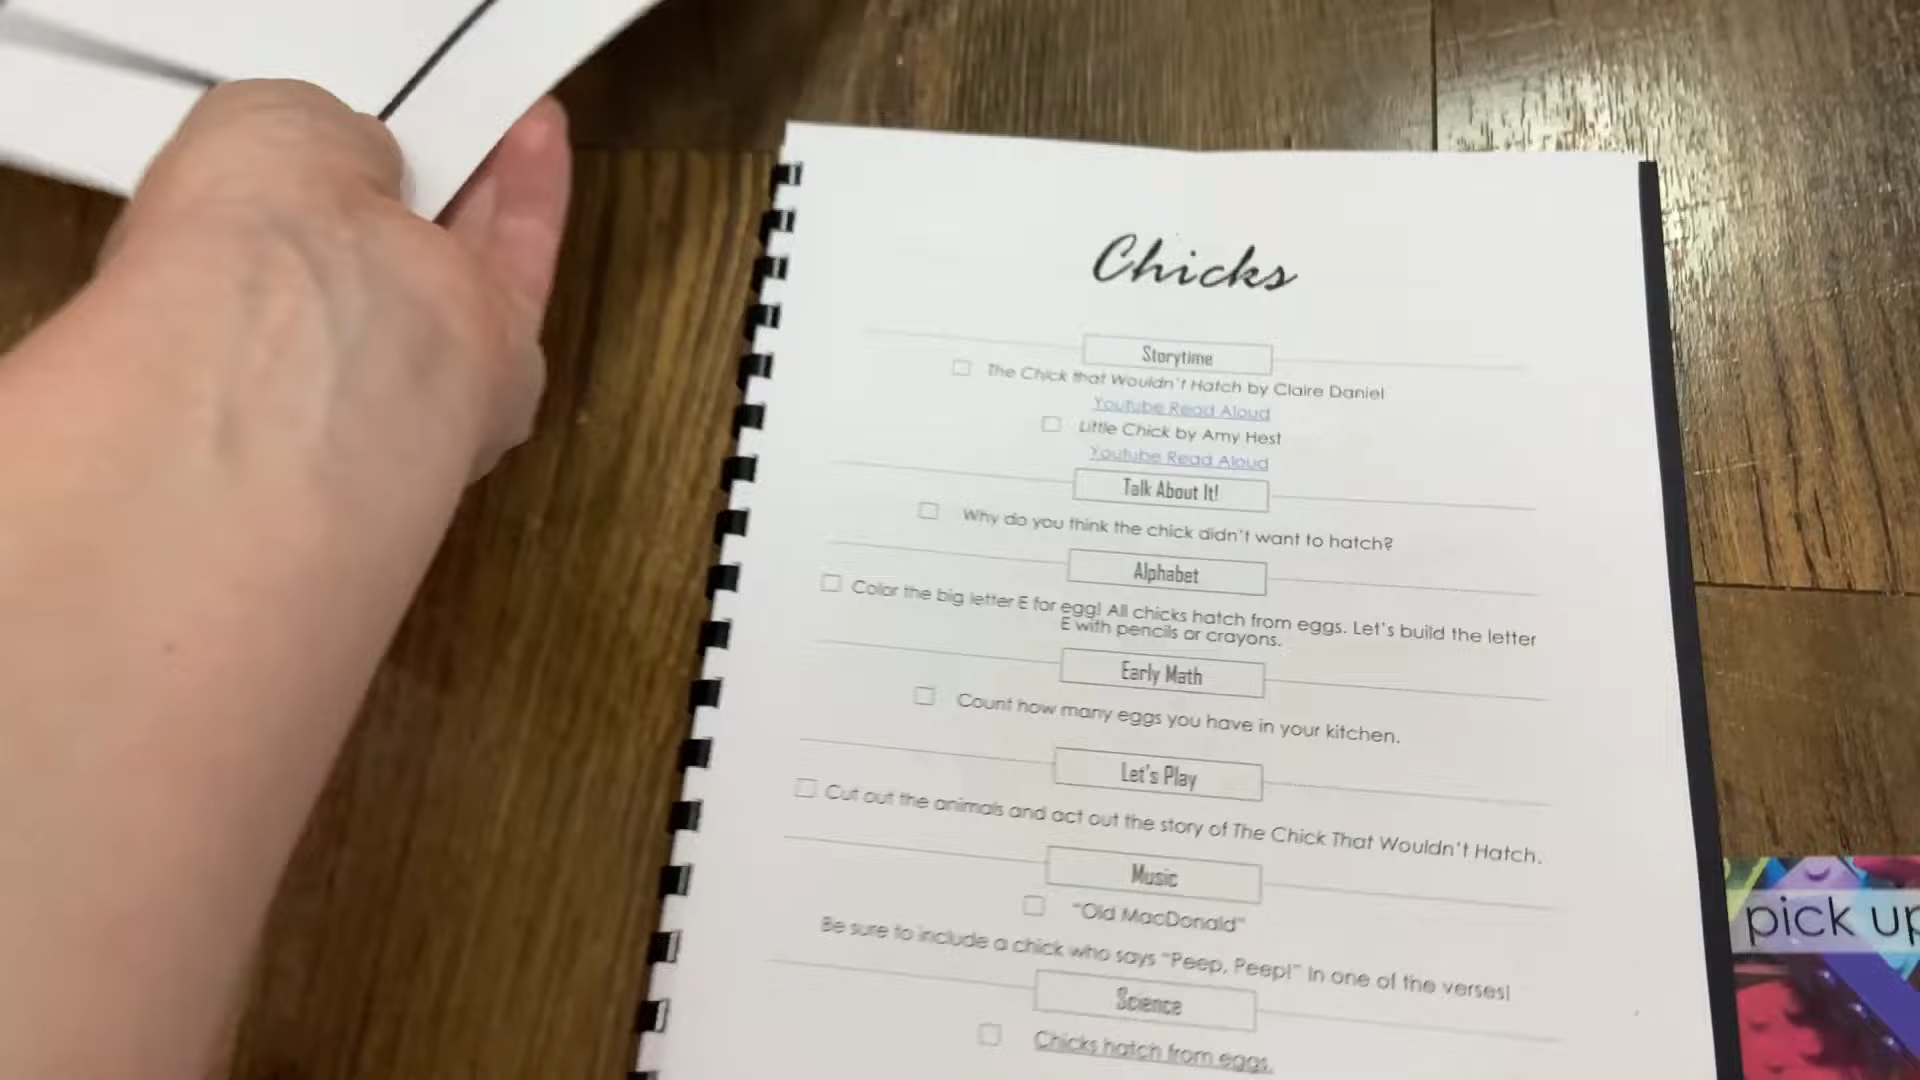 Chicks
Storytime
The Chick that Wouldn't Hatch by Claire Daniel
Youtube Read Aloud
Little Chick by Amy Hest
Youtube Read Aloud
Talk About It!
Why do you think the chick didn't want to hatch?
Alphabet
Color the big letter E for egg! All chicks hatch from eggs. Let's build the letter
E with pencils or crayons.
Early Math
Count how many eggs you have in your kitchen.
Let's Play
Cut out the animals and act out the story of The Chick That Wouldn't Hatch.
Music
"Old MacDonald"
Be sure to include a chick who says "Peep, Peep!" In one of the verses!
Science
Chicks hatch from eggs.
pick up